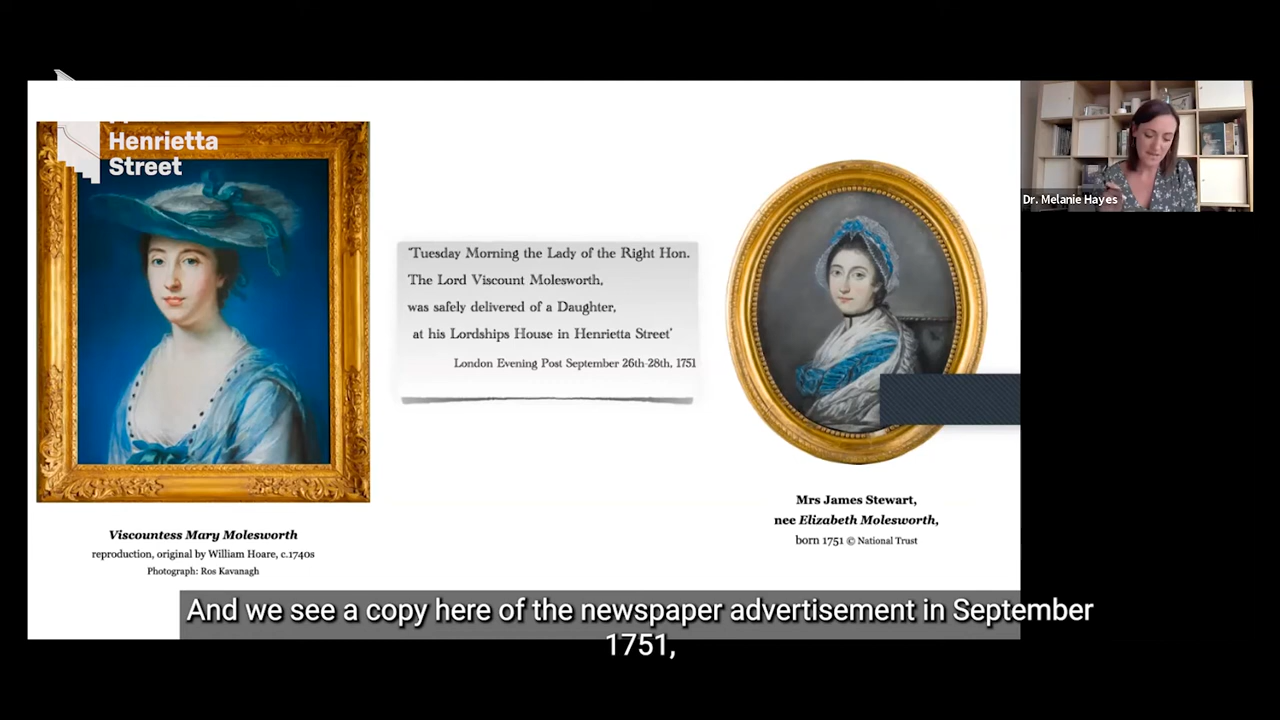 Henrietta
Street
'Tuesday Morning the Lady of the Right Hon.
The Lord Viscount Molesworth,
was safely delivered of a Daughter,
at his Lordships House in Henrietta Street'
London Evening Post September 26th-28th, 1751
Dr. Melanie Hayes
Viscountess Mary Molesworth
reproduction, original by William Hoare, c.1740s
Photograph: Ros Kavanagh
Mrs James Stewart,
nee Elizabeth Molesworth,
born 1751 © National Trust
And we see a copy here of the newspaper advertisement in September
1751,